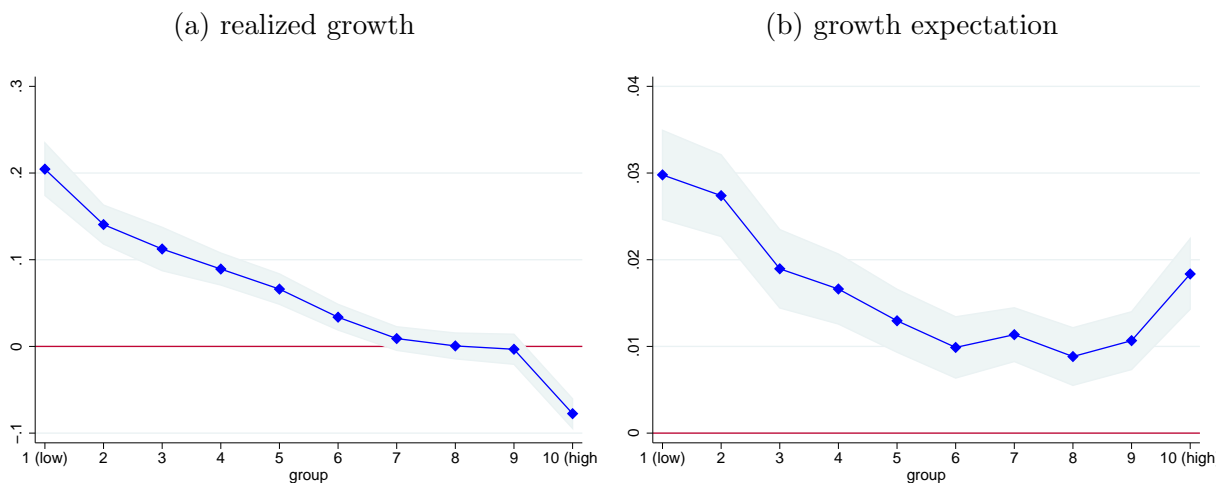 (a) realized growth
.3
.2
.1
0
-.1
1 (low) 2 3 4 5 6 7 8 9 10 (high
group
(b) growth expectation
.04
.03
.02
.01
0
1 (low) 2 3 4 5 6 7 8 9 10 (high
group